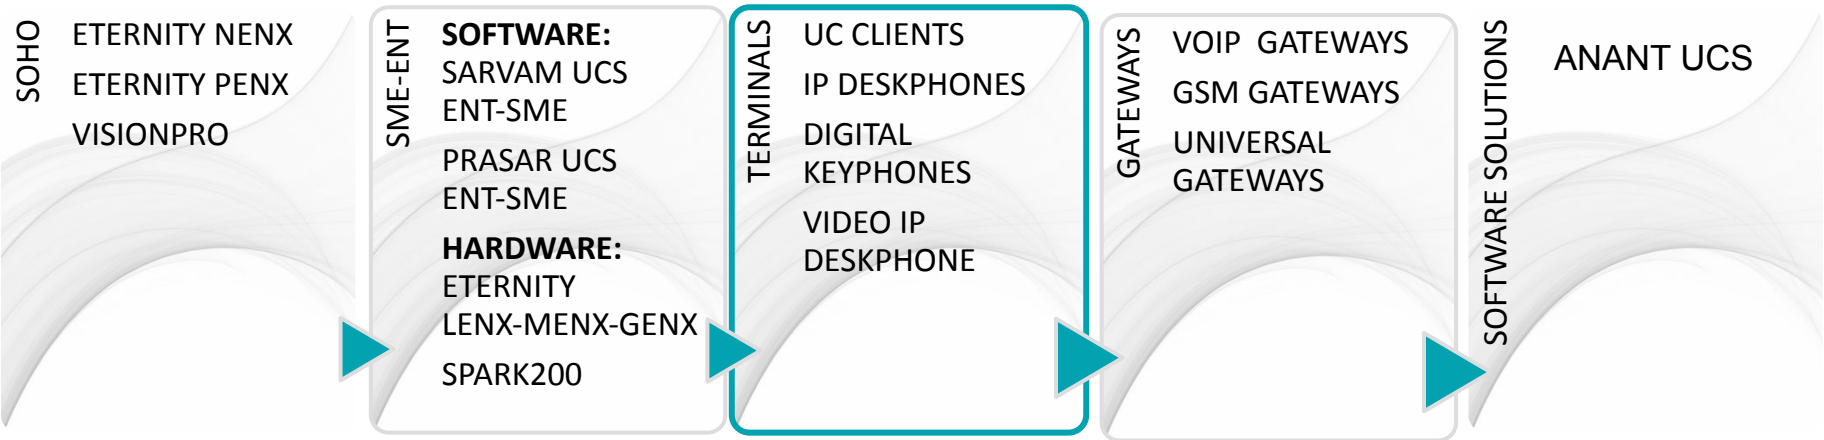 SOHO
ETERNITY NENX
ETERNITY PENX
VISIONPRO
SME-ENT
SOFTWARE:
SARVAM UCS
ENT-SME
PRASAR UCS
ENT-SME
HARDWARE:
ETERNITY
LENX-MENX-GENX
SPARK200
TERMINALS
UC CLIENTS
IP DESKPHONES
DIGITAL
KEYPHONES
VIDEO IP
DESKPHONE
GATEWAYS
VOIP  GATEWAYS
GSM GATEWAYS
UNIVERSAL
GATEWAYS
SOFTWARE SOLUTIONS
ANANT UCS